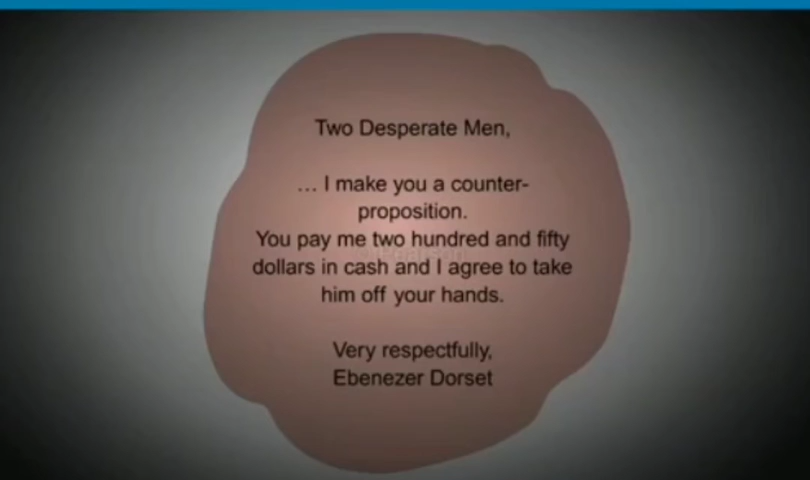 Two Desperate Men,
... I make you a counter-
proposition.
You pay me two hundred and fifty
dollars in cash and I agree to take
him off your hands.
Very respectfully,
Ebenezer Dorset